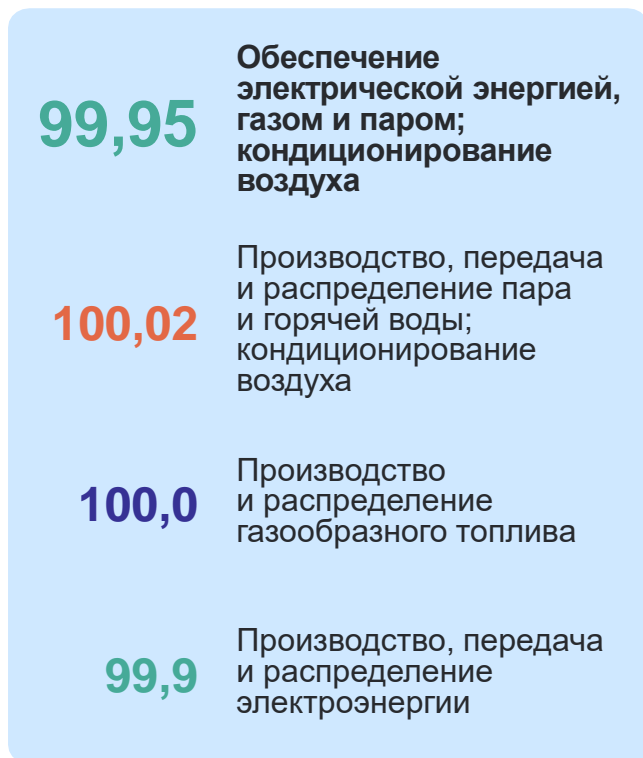 99,95
Обеспечение
электрической энергией,
газом и паром;
кондиционирование
воздуха
100,02
Производство, передача
и распределение пара
и горячей воды;
кондиционирование
воздуха
100,0
Производство
и распределение
газообразного топлива
99,9
Производство, передача
и распределение
электроэнергии